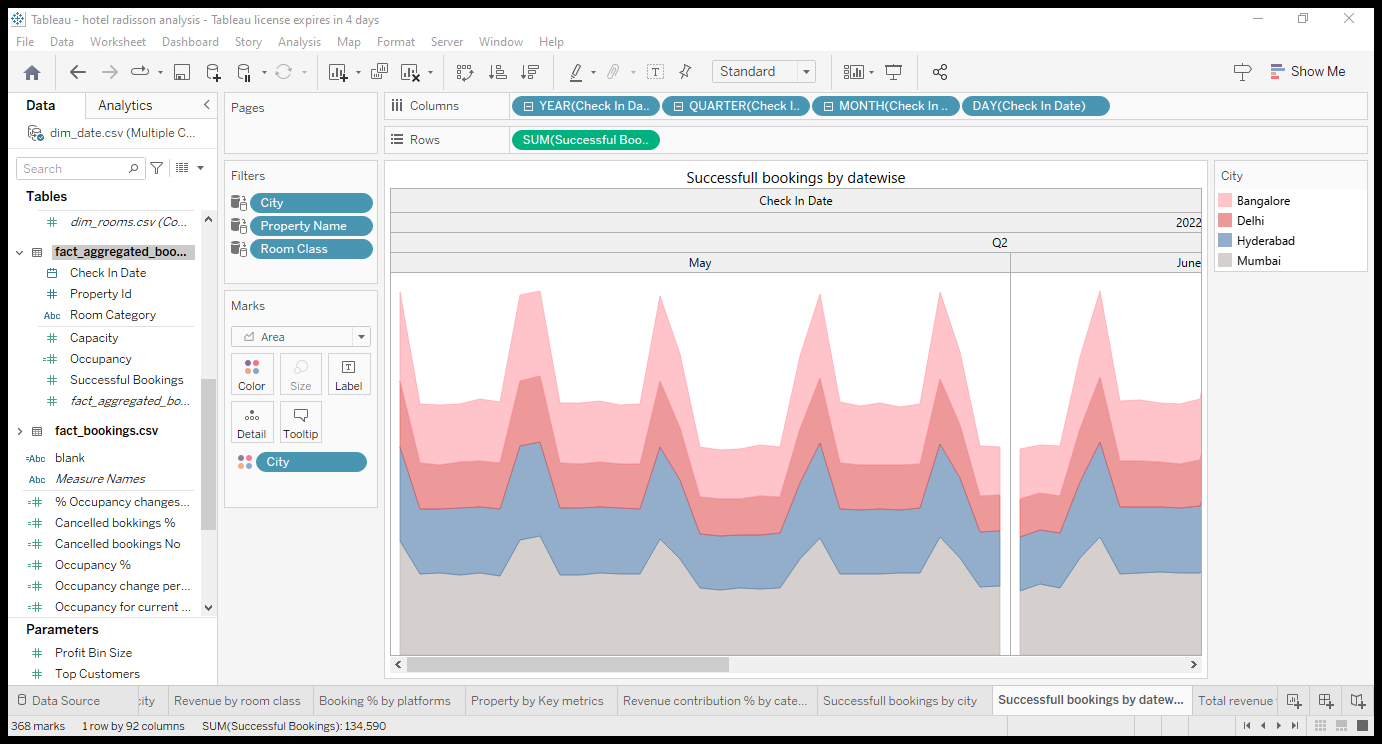 Tableau - hotel radisson analysis - Tableau license expires in 4 days
File Data Worksheet Dashboard Story Analysis Map Format Server Window Help
Standard
Show Me
Data Analytics
dim_date.csv (Multiple C...
Search
Tables
dim_rooms.csv (Co...
fact_aggregated_boo...
Check In Date
Property Id
Abc Room Category
Capacity
Occupancy
Successful Bookings
fact_aggregated_bo...
fact_bookings.csv
=Abc blank
Abc Measure Names
% Occupancy changes...
Cancelled bokkings %
Cancelled bookings No
Occupancy %
Occupancy change per...
Occupancy for current ...
Parameters
Profit Bin Size
Top Customers
Pages
Filters
City
Property Name
Room Class
Marks
Area
Color Size Label
Detail Tooltip
City
Columns YEAR(Check In Da.. QUARTER(Check I.. MONTH(Check In .. DAY(Check In Date)
Rows SUM(Successful Boo..
Successfull bookings by datewise
Check In Date
2022
Q2
May June
City
Bangalore
Delhi
Hyderabad
Mumbai
Data Source city Revenue by room class Booking % by platforms Property by Key metrics Revenue contribution % by cate... Successfull bookings by city Successfull bookings by datew... Total revenue
368 marks 1 row by 92 columns SUM(Successful Bookings): 134,590